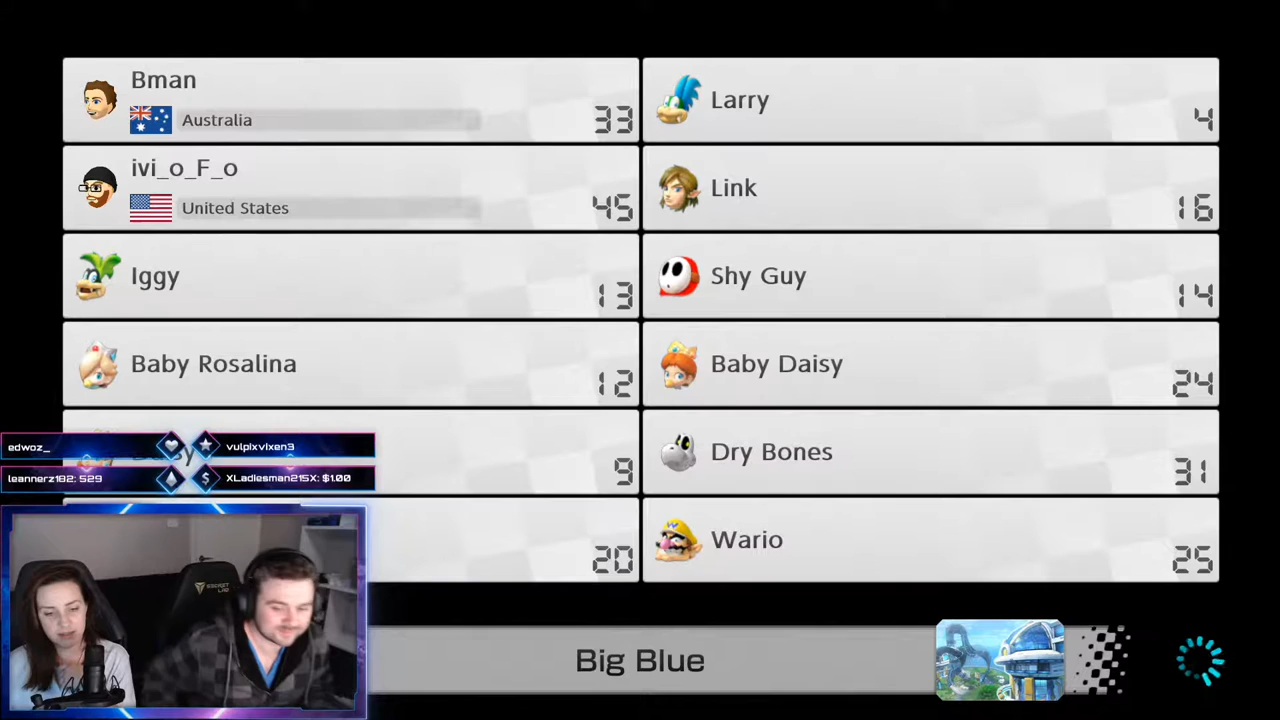 Bman
Australia
33
ivi_o_F_o
United States
45
Iggy
13
Baby Rosalina
12
9
20
Larry
4
Link
16
Shy Guy
14
Baby Daisy
24
Dry Bones
31
Wario
25
edwoz_
vulpixvixen3
leannerz182: 529
$
XLadiesman215X: $1.00
Big Blue